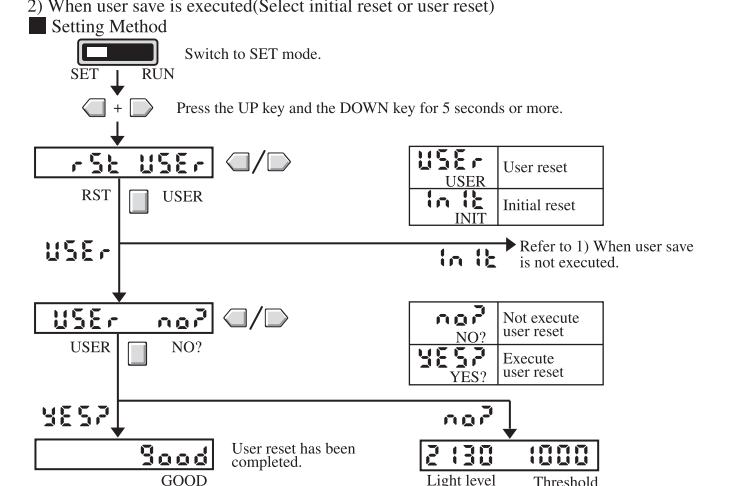 2) When user save is executed(Select initial reset or user reset)
Setting Method
Switch to SET mode.
SET RUN
+ Press the UP key and the DOWN key for 5 seconds or more.
rSt USEr /
RST USER
USEr User reset
USER
InIt Initial reset
INIT
USEr
InIt
Refer to 1) When user save
is not executed.
USEr no? /
USER NO?
no? Not execute
user reset
NO?
YES? Execute
user reset
YES?
YES?
no?
good
GOOD
User reset has been
completed.
2130 1000
Light level Threshold